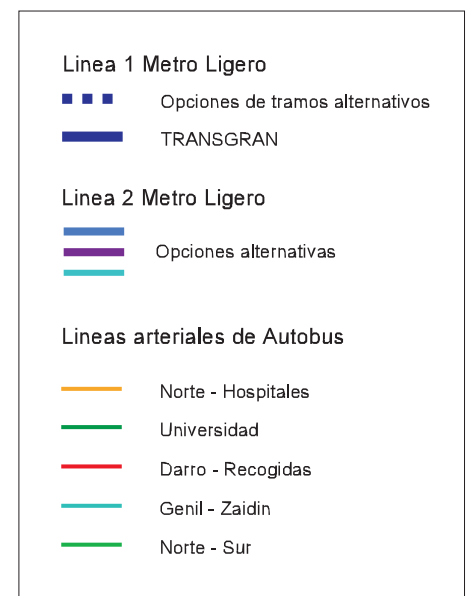 Linea 1 Metro Ligero
Opciones de tramos alternativos
TRANSGRAN
Linea 2 Metro Ligero
Opciones alternativas
Lineas arteriales de Autobus
Norte - Hospitales
Universidad
Darro - Recogidas
Genil - Zaidin
Norte - Sur